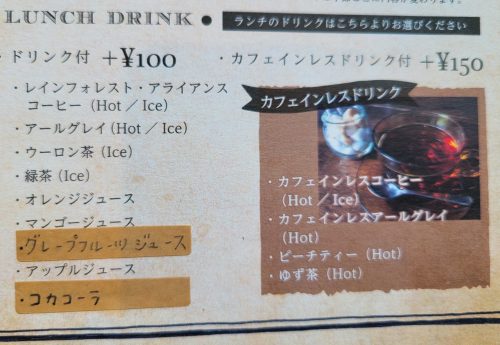 LUNCH DRINK ● ランチのドリンクはこちらよりお選びください
・ドリンク付 +¥100
・レインフォレスト・アライアンス
コーヒー (Hot / Ice)
・アールグレイ (Hot / Ice)
・ウーロン茶 (Ice)
・緑茶 (Ice)
・オレンジジュース
・マンゴージュース
・グレープフルーツジュース
・アップルジュース
・コカコーラ
・カフェインレスドリンク付 +¥150
カフェインレスドリンク
・カフェインレスコーヒー
(Hot / Ice)
・カフェインレスアールグレイ
(Hot)
・ピーチティー (Hot)
・ゆず茶 (Hot)